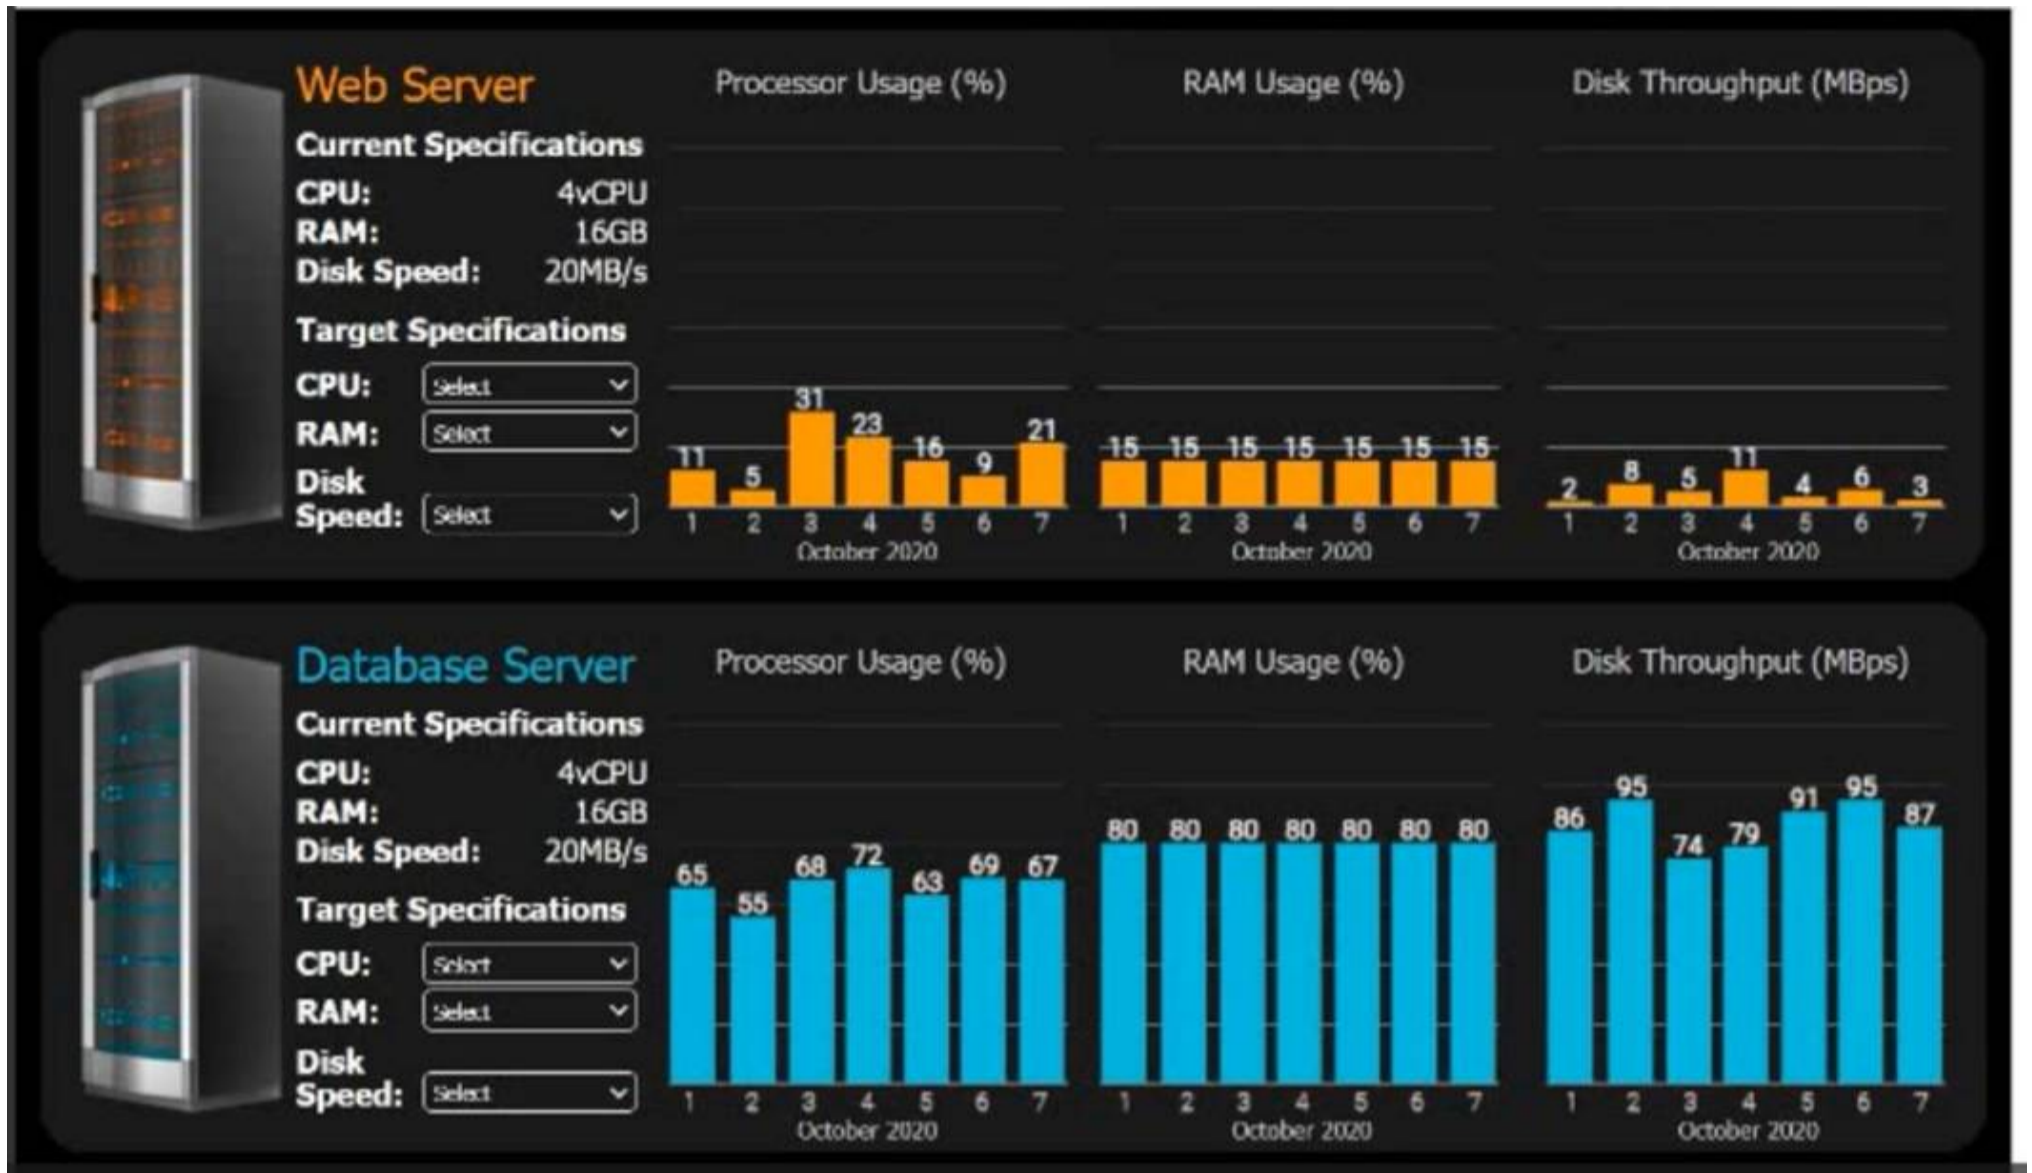 Web Server
Current Specifications
CPU: 4vCPU
RAM: 16GB
Disk Speed: 20MB/s
Target Specifications
CPU: Select
RAM: Select
Disk
Speed: Select
Processor Usage (%)
11 5 31 23 16 9 21
1 2 3 4 5 6 7
October 2020
RAM Usage (%)
15 15 15 15 15 15 15
1 2 3 4 5 6 7
October 2020
Disk Throughput (MBps)
2 8 5 11 4 6 3
1 2 3 4 5 6 7
October 2020
Database Server
Current Specifications
CPU: 4vCPU
RAM: 16GB
Disk Speed: 20MB/s
Target Specifications
CPU: Select
RAM: Select
Disk
Speed: Select
Processor Usage (%)
65 55 68 72 63 69 67
1 2 3 4 5 6 7
October 2020
RAM Usage (%)
80 80 80 80 80 80 80
1 2 3 4 5 6 7
October 2020
Disk Throughput (MBps)
86 95 74 79 91 95 87
1 2 3 4 5 6 7
October 2020